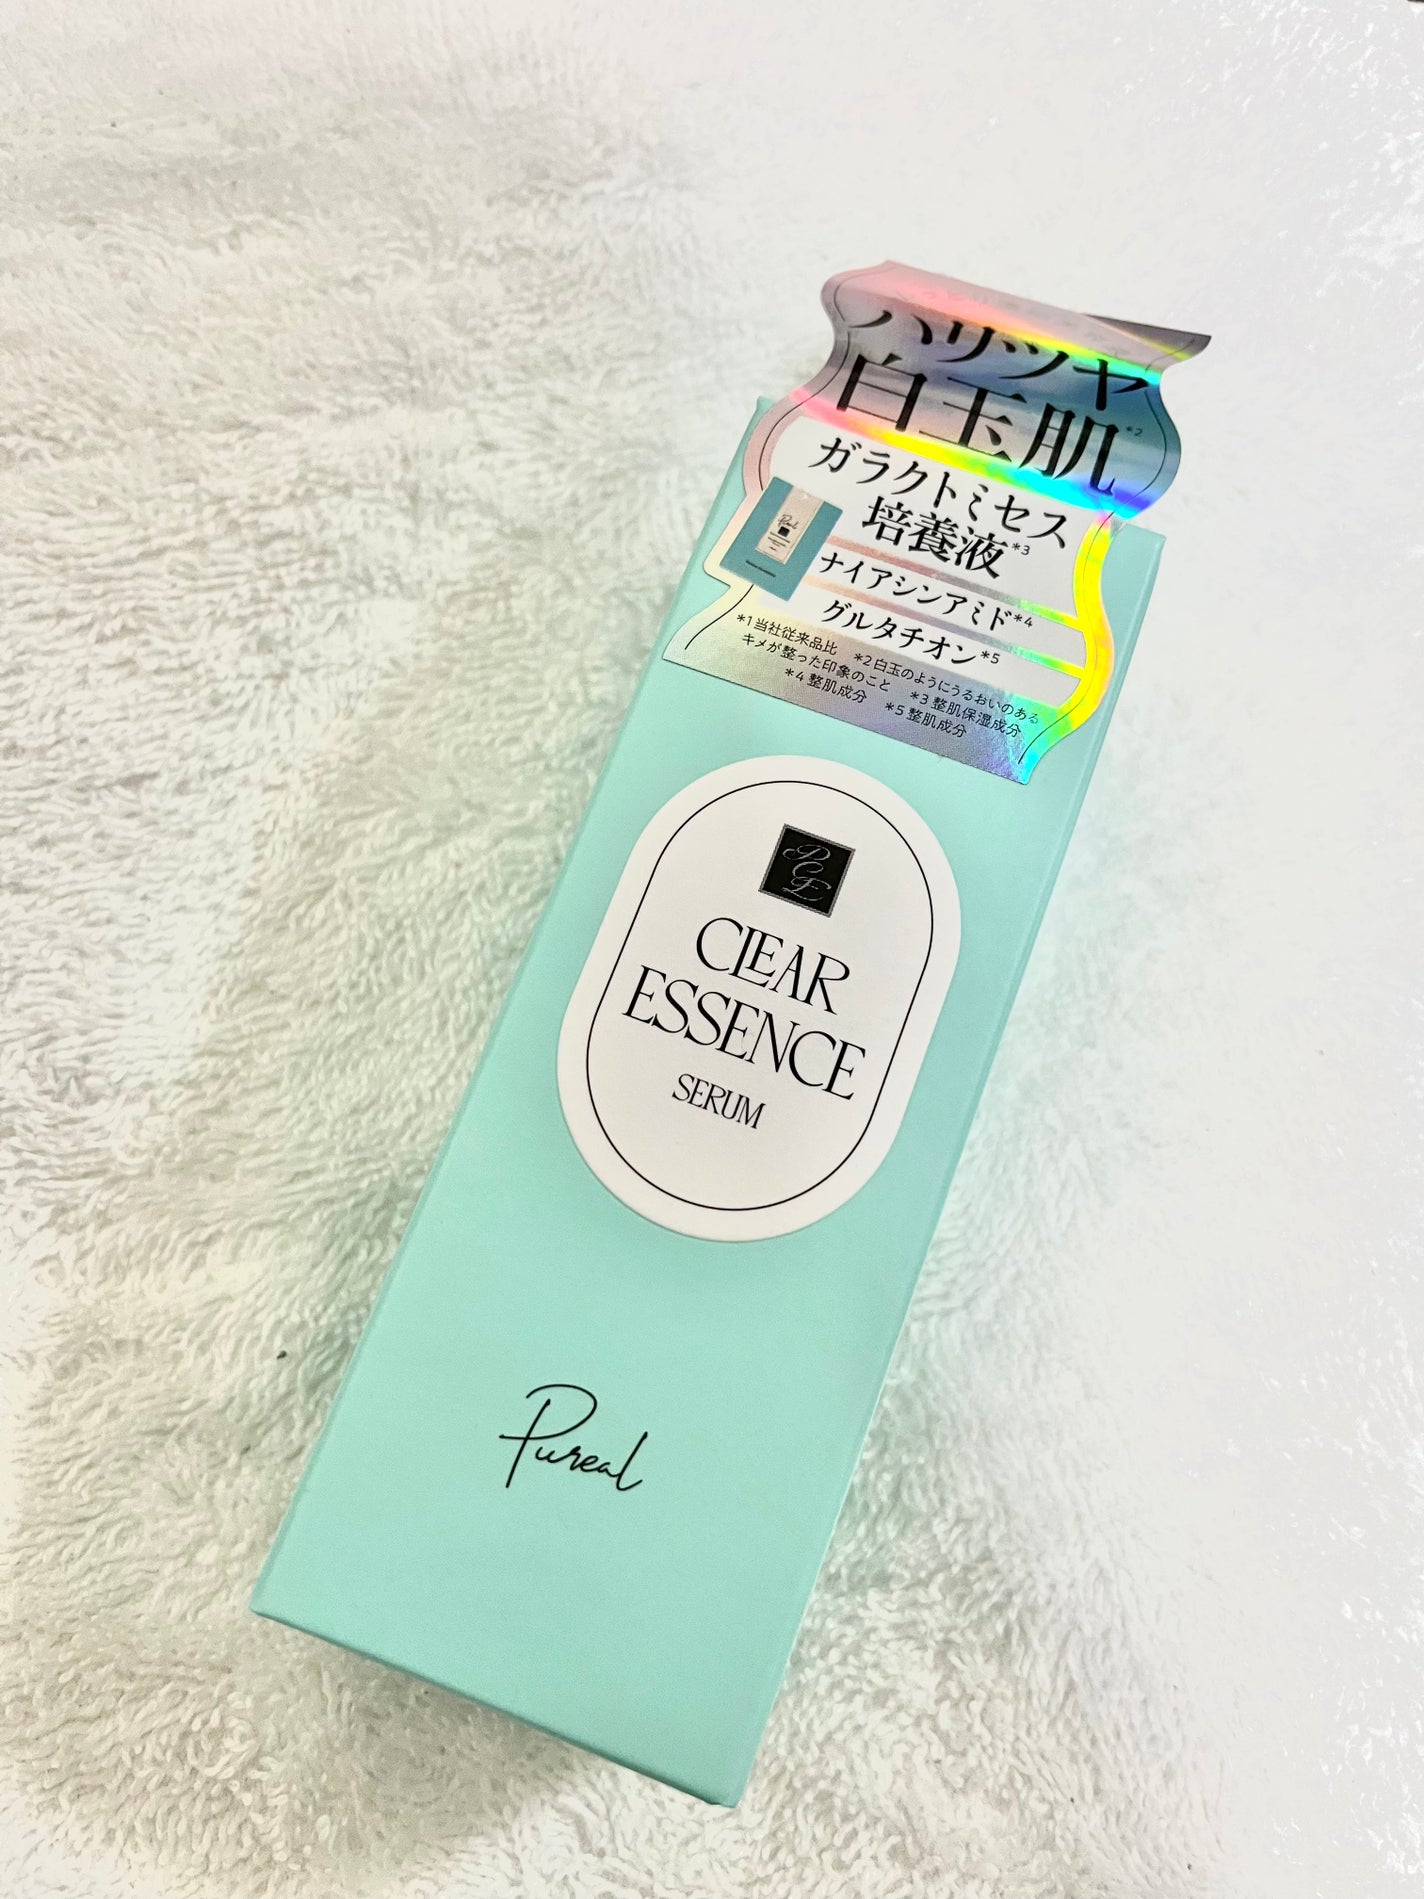 ハリツヤ
白玉肌*2
ガラクトミセス
培養液*3
ナイアシンアミド*4
グルタチオン*5
*1 当社従来品比 *2 白玉のようにうるおいのある
キメが整った印象のこと *3 整肌保湿成分
*4 整肌成分 *5 整肌成分
Pureal
PCE
CLEAR
ESSENCE
SERUM
Pureal